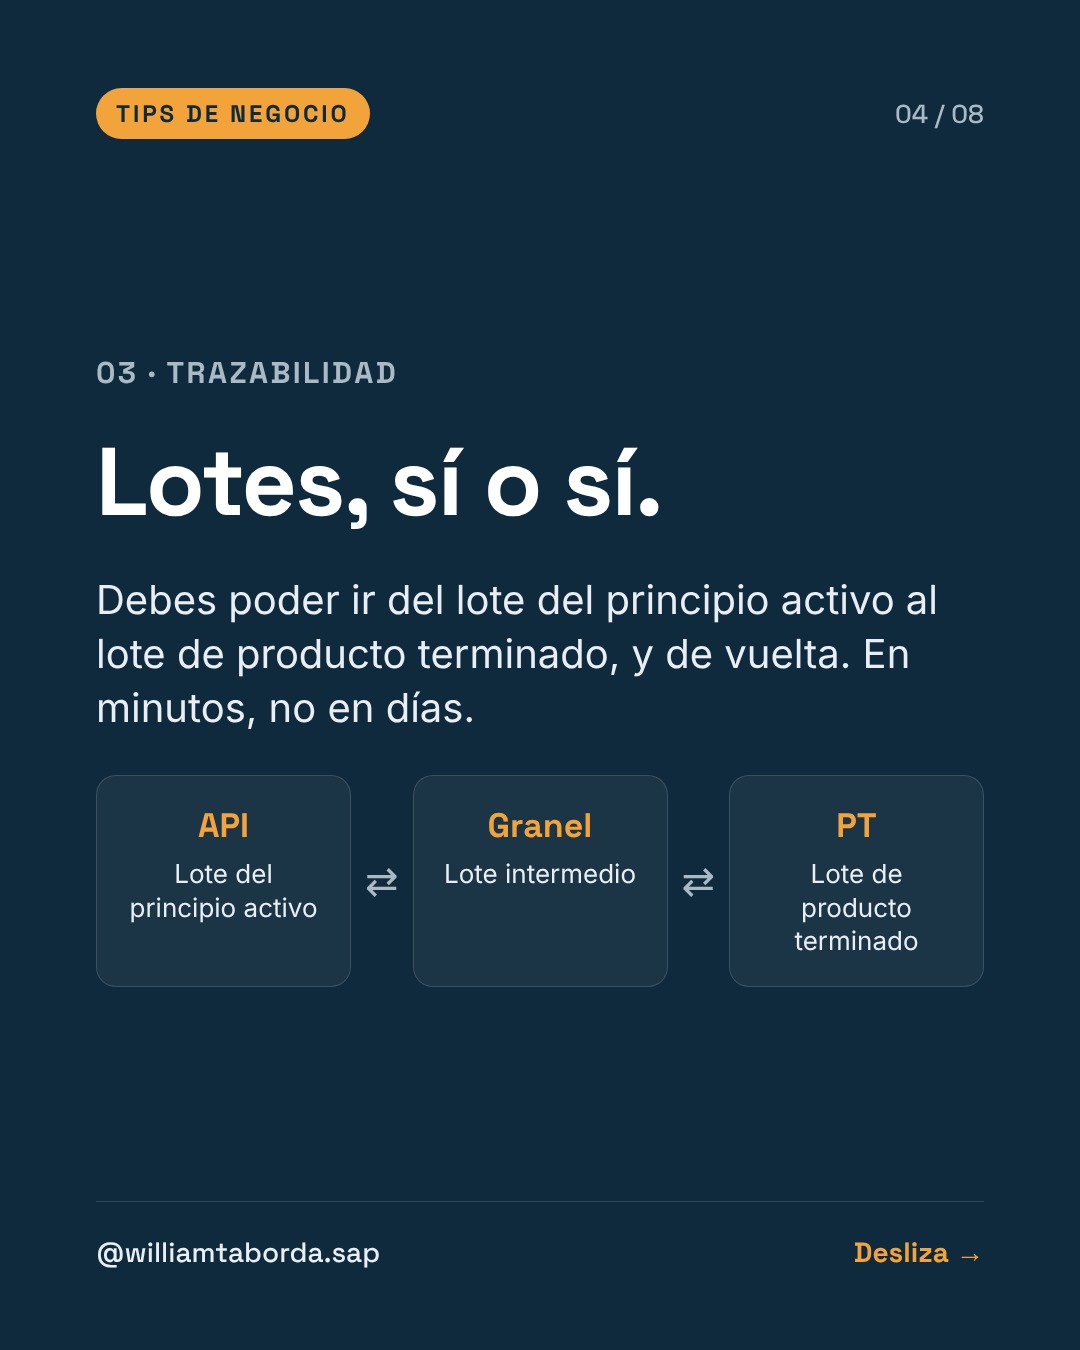 TIPS DE NEGOCIO
04 / 08
03 · TRAZABILIDAD
Lotes, sí o sí.
Debes poder ir del lote del principio activo al
lote de producto terminado, y de vuelta. En
minutos, no en días.
API
Lote del
principio activo
⇄
Granel
Lote intermedio
⇄
PT
Lote de
producto
terminado
@williamtaborda.sap
Desliza →